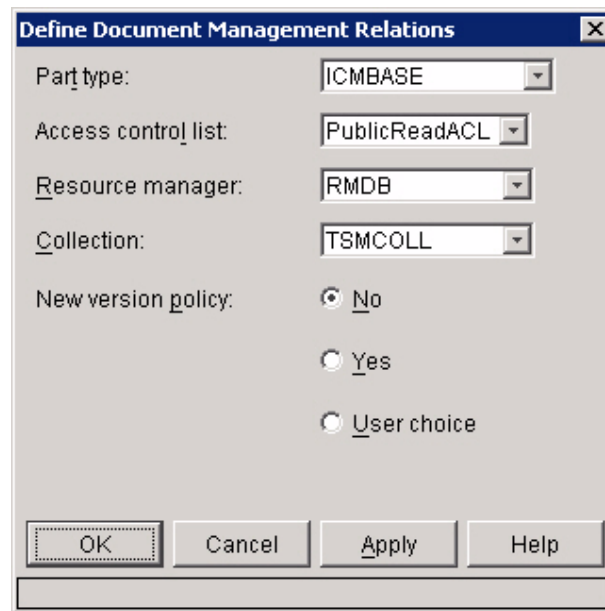 Define Document Management Relations
Part type: ICMBASE
Access control list: PublicReadACL
Resource manager: RMDB
Collection: TSMCOLL
New version policy: No
Yes
User choice
OK Cancel Apply Help